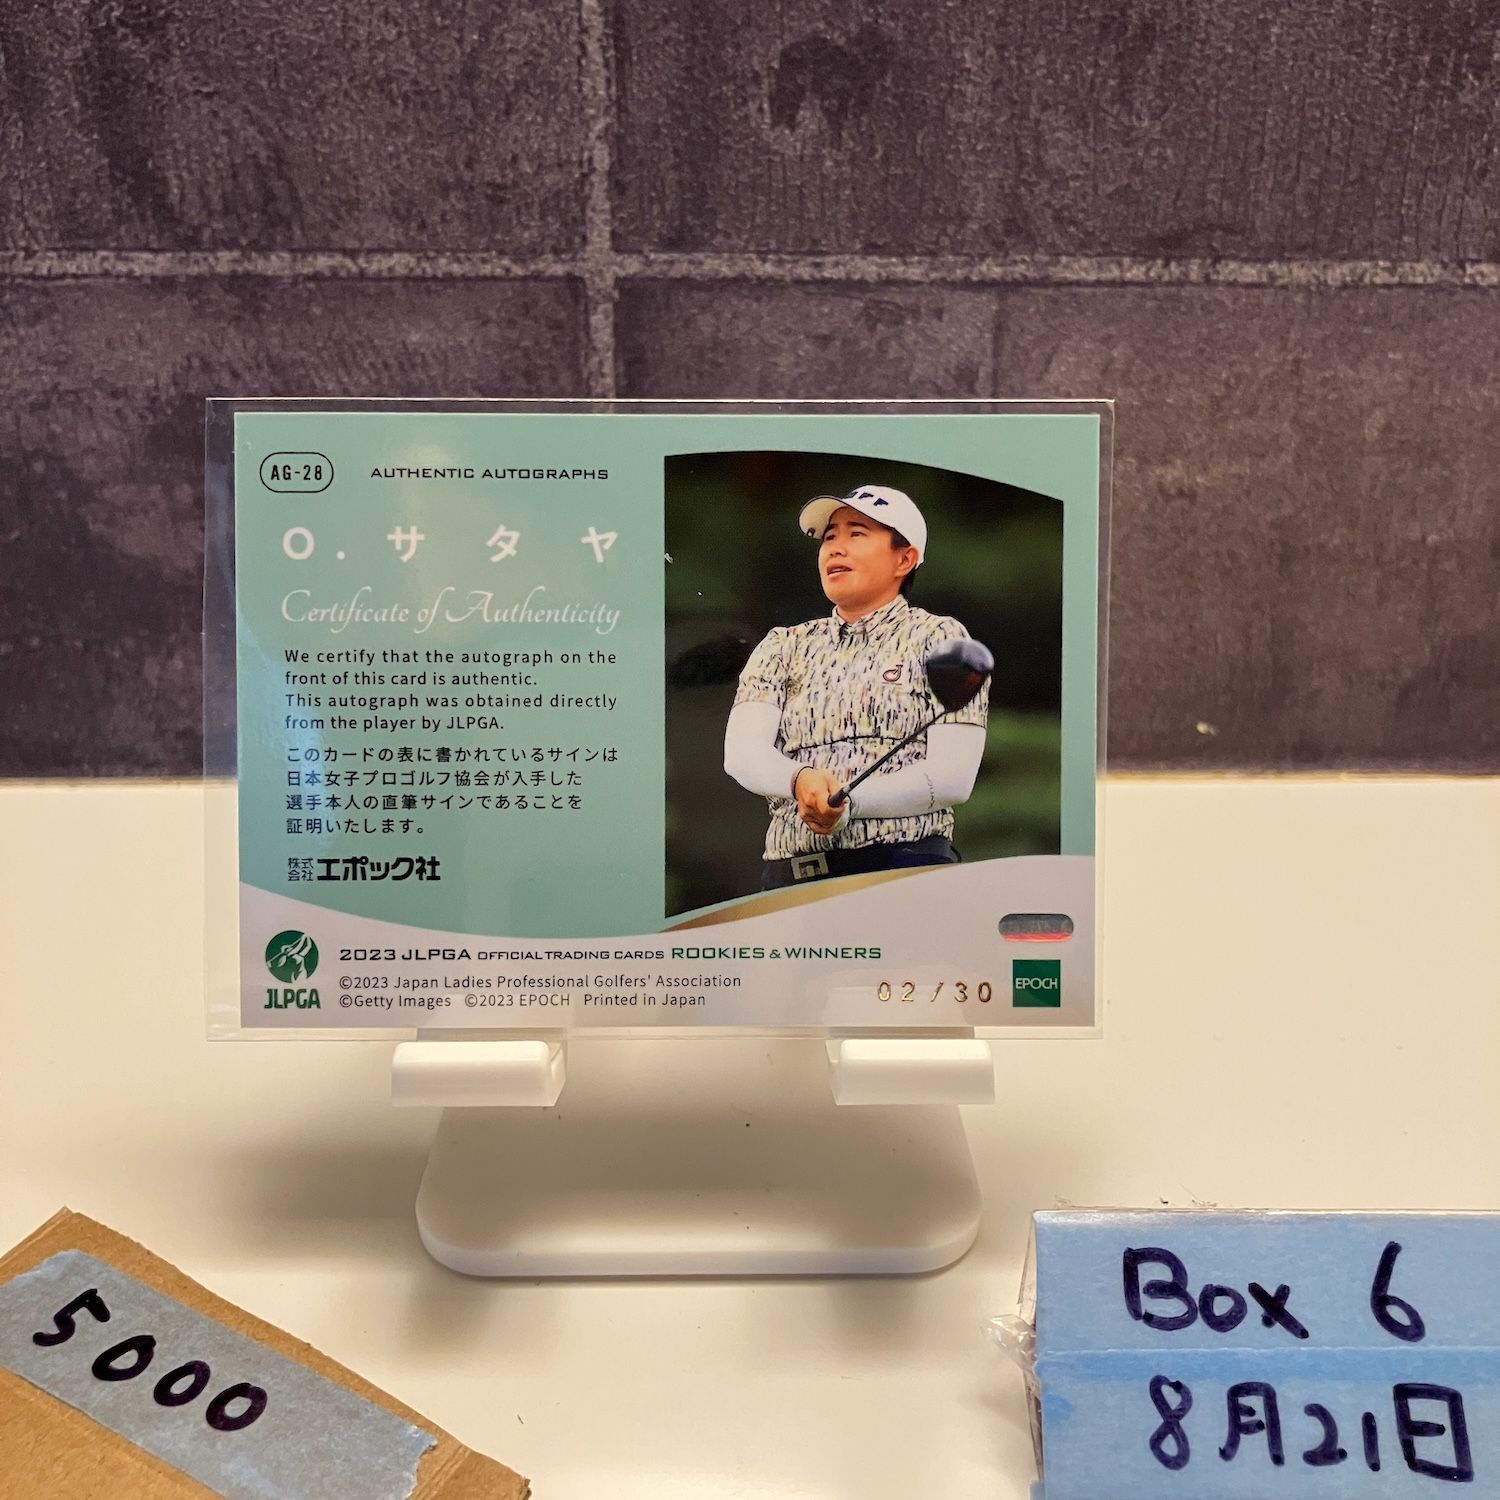 AG-28
AUTHENTIC AUTOGRAPHS
O.サタヤ
Certificate of Authenticity
We certify that the autograph on the
front of this card is authentic.
This autograph was obtained directly
from the player by JLPGA.
このカードの表に書かれているサインは
日本女子プロゴルフ協会が入手した
選手本人の直筆サインであることを
証明いたします。
株式会社エポック社
JLPGA
2023 JLPGA OFFICIAL TRADING CARDS ROOKIES & WINNERS
©2023 Japan Ladies Professional Golfers' Association
©Getty Images ©2023 EPOCH Printed in Japan
02/30
EPOCH
5000
Box 6
8月21日